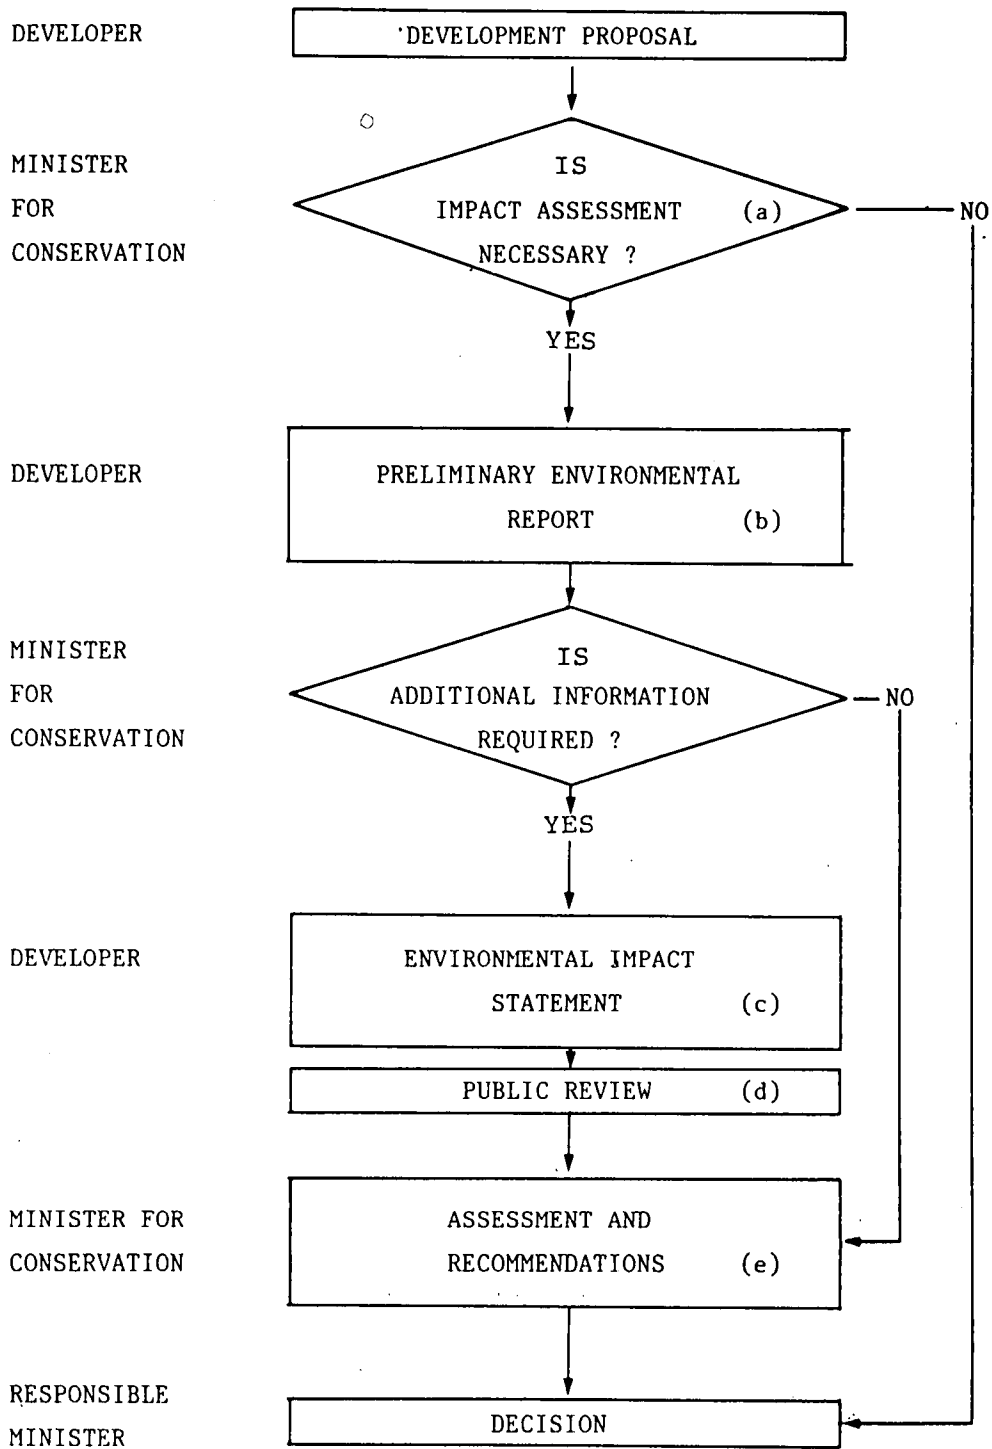 DEVELOPER
DEVELOPMENT PROPOSAL
MINISTER
FOR
CONSERVATION
IS
IMPACT ASSESSMENT (a)
NECESSARY ?
NO
YES
DEVELOPER
PRELIMINARY ENVIRONMENTAL
REPORT (b)
MINISTER
FOR
CONSERVATION
IS
ADDITIONAL INFORMATION
REQUIRED ?
NO
YES
DEVELOPER
ENVIRONMENTAL IMPACT
STATEMENT (c)
PUBLIC REVIEW (d)
MINISTER FOR
CONSERVATION
ASSESSMENT AND
RECOMMENDATIONS (e)
RESPONSIBLE
MINISTER
DECISION